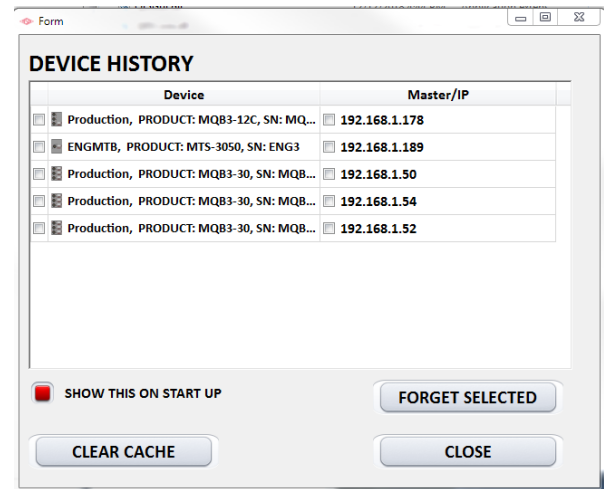 Form
DEVICE HISTORY
Device Master/IP
Production, PRODUCT: MQB3-12C, SN: MQ... 192.168.1.178
ENGMTB, PRODUCT: MTS-3050, SN: ENG3 192.168.1.189
Production, PRODUCT: MQB3-30, SN: MQB... 192.168.1.50
Production, PRODUCT: MQB3-30, SN: MQB... 192.168.1.54
Production, PRODUCT: MQB3-30, SN: MQB... 192.168.1.52
SHOW THIS ON START UP
FORGET SELECTED
CLEAR CACHE
CLOSE